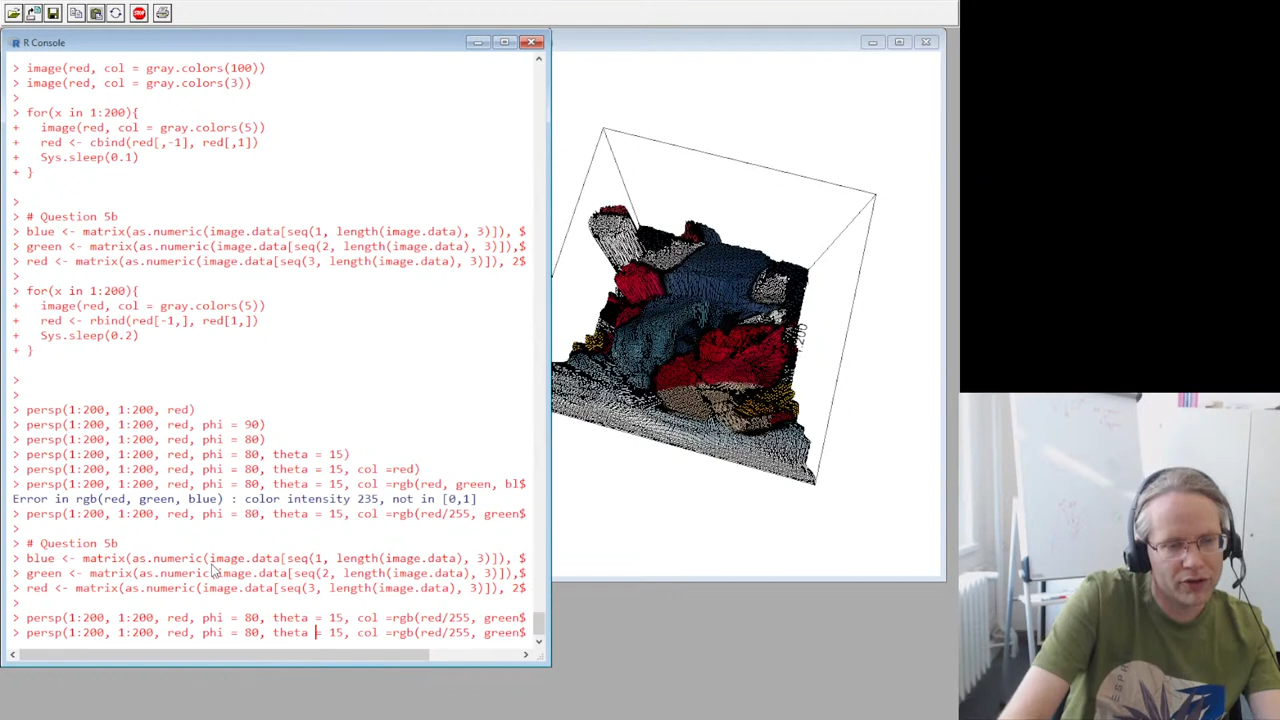 R Console
> image(red, col = gray.colors(100))
> image(red, col = gray.colors(3))
>
> for(x in 1:200){
+   image(red, col = gray.colors(5))
+   red <- cbind(red[,-1], red[,1])
+   Sys.sleep(0.1)
+ }
>
> # Question 5b
> blue <- matrix(as.numeric(image.data[seq(1, length(image.data), 3)]), $
> green <- matrix(as.numeric(image.data[seq(2, length(image.data), 3)]),$
> red <- matrix(as.numeric(image.data[seq(3, length(image.data), 3)]), 2$
>
> for(x in 1:200){
+   image(red, col = gray.colors(5))
+   red <- rbind(red[-1,], red[1,])
+   Sys.sleep(0.2)
+ }
>
>
> persp(1:200, 1:200, red)
> persp(1:200, 1:200, red, phi = 90)
> persp(1:200, 1:200, red, phi = 80)
> persp(1:200, 1:200, red, phi = 80, theta = 15)
> persp(1:200, 1:200, red, phi = 80, theta = 15, col =red)
> persp(1:200, 1:200, red, phi = 80, theta = 15, col =rgb(red, green, bl$
Error in rgb(red, green, blue) : color intensity 235, not in [0,1]
> persp(1:200, 1:200, red, phi = 80, theta = 15, col =rgb(red/255, green$
>
> # Question 5b
> blue <- matrix(as.numeric(image.data[seq(1, length(image.data), 3)]), $
> green <- matrix(as.numeric(image.data[seq(2, length(image.data), 3)]),$
> red <- matrix(as.numeric(image.data[seq(3, length(image.data), 3)]), 2$
>
> persp(1:200, 1:200, red, phi = 80, theta = 15, col =rgb(red/255, green$
> persp(1:200, 1:200, red, phi = 80, theta = 15, col =rgb(red/255, green$
STOP
ESPR